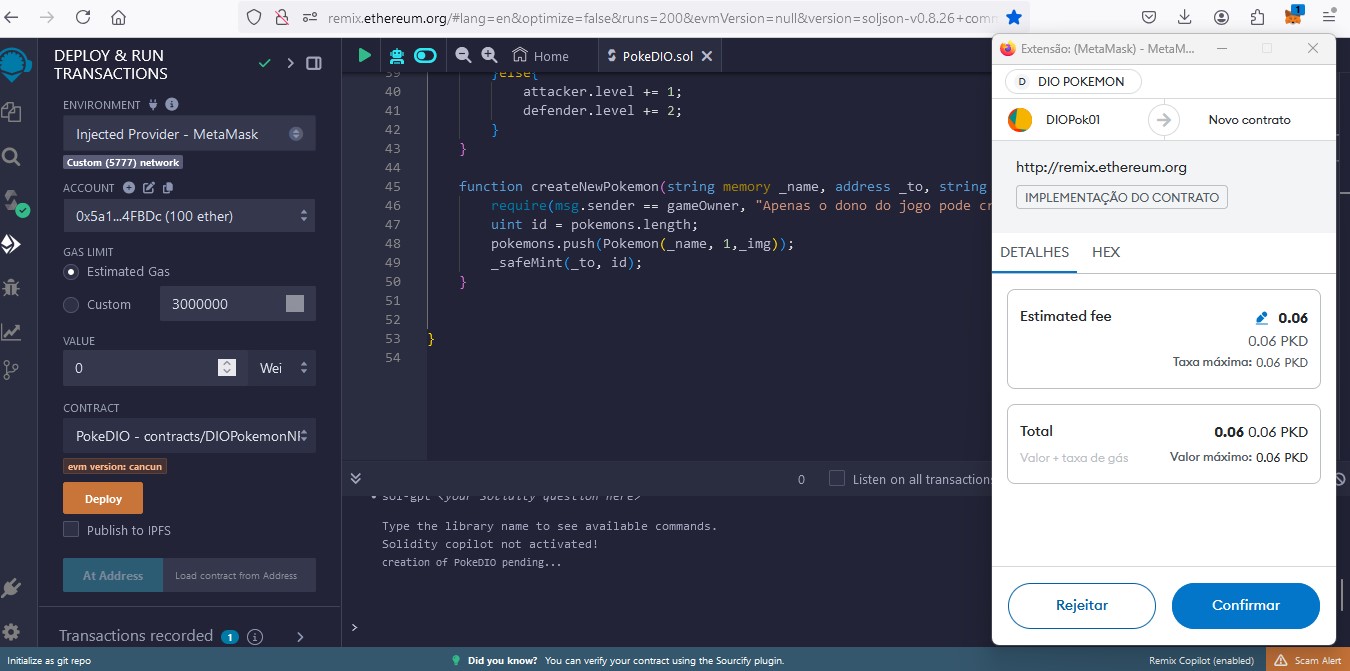 remix.ethereum.org/#lang=en&optimize=false&runs=200&evmVersion=null&version=soljson-v0.8.26+com
1
DEPLOY & RUN
TRANSACTIONS
ENVIRONMENT
Injected Provider - MetaMask
Custom (5777) network
ACCOUNT
0x5a1...4FBDc (100 ether)
GAS LIMIT
Estimated Gas
Custom
3000000
VALUE
0
Wei
CONTRACT
PokeDIO - contracts/DIOPokemonN
evm version: cancun
Deploy
Publish to IPFS
At Address
Load contract from Address
Transactions recorded 1
Home
PokeDIO.sol
39 }else{
40 attacker.level += 1;
41 defender.level += 2;
42 }
43 }
44
45 function createNewPokemon(string memory _name, address _to, string
46 require(msg.sender == gameOwner, "Apenas o dono do jogo pode cr
47 uint id = pokemons.length;
48 pokemons.push(Pokemon(_name, 1,_img));
49 _safeMint(_to, id);
50 }
51
52
53 }
54
0
Listen on all transactions
• sol-gpt <your Solidity question here>
Type the library name to see available commands.
Solidity copilot not activated!
creation of PokeDIO pending...
>
Extensão: (MetaMask) - MetaM...
D DIO POKEMON
DIOPok01
Novo contrato
http://remix.ethereum.org
IMPLEMENTAÇÃO DO CONTRATO
DETALHES
HEX
Estimated fee
0.06
0.06 PKD
Taxa máxima: 0.06 PKD
Total
0.06 0.06 PKD
Valor + taxa de gás
Valor máximo: 0.06 PKD
Rejeitar
Confirmar
Initialize as git repo
Did you know? You can verify your contract using the Sourcify plugin.
Remix Copilot (enabled)
Scam Alert